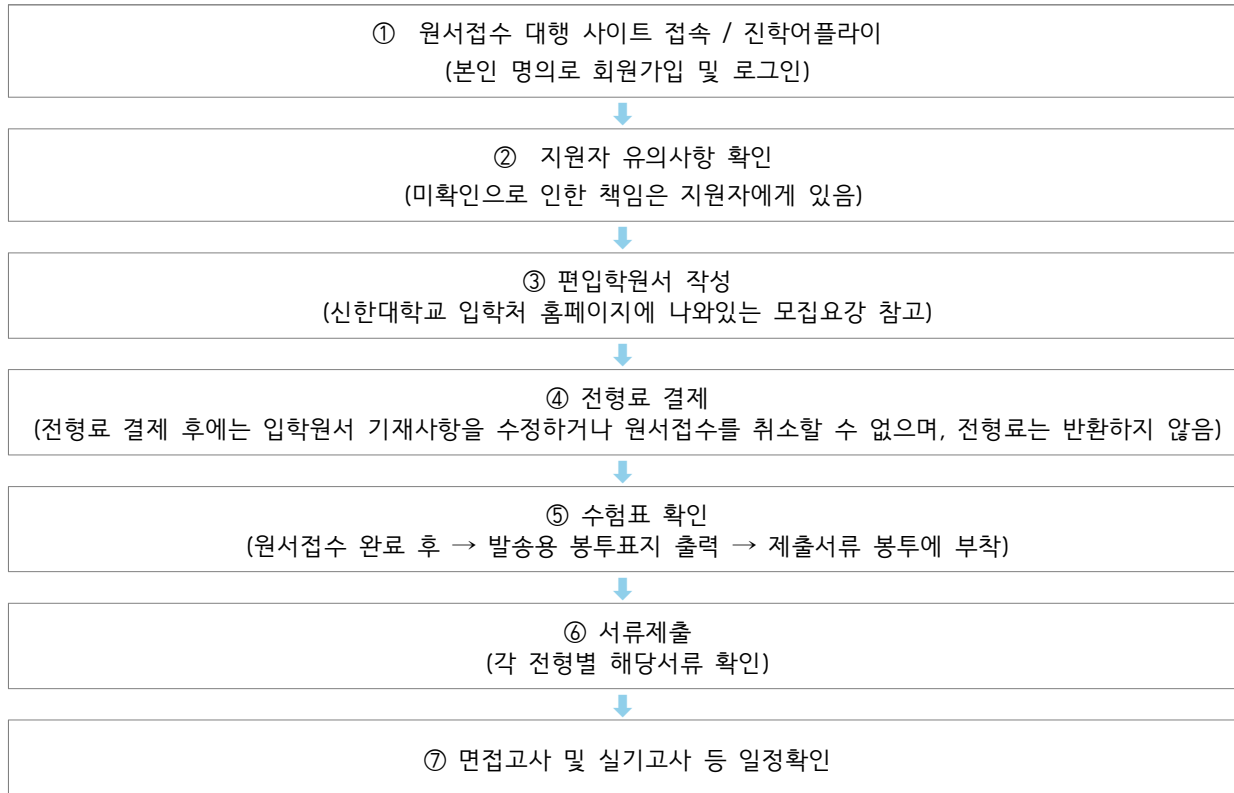 ① 원서접수 대행 사이트 접속 / 진학어플라이
(본인 명의로 회원가입 및 로그인)
② 지원자 유의사항 확인
(미확인으로 인한 책임은 지원자에게 있음)
③ 편입학원서 작성
(신한대학교 입학처 홈페이지에 나와있는 모집요강 참고)
④ 전형료 결제
(전형료 결제 후에는 입학원서 기재사항을 수정하거나 원서접수를 취소할 수 없으며, 전형료는 반환하지 않음)
⑤ 수험표 확인
(원서접수 완료 후 → 발송용 봉투표지 출력 → 제출서류 봉투에 부착)
⑥ 서류제출
(각 전형별 해당서류 확인)
⑦ 면접고사 및 실기고사 등 일정확인